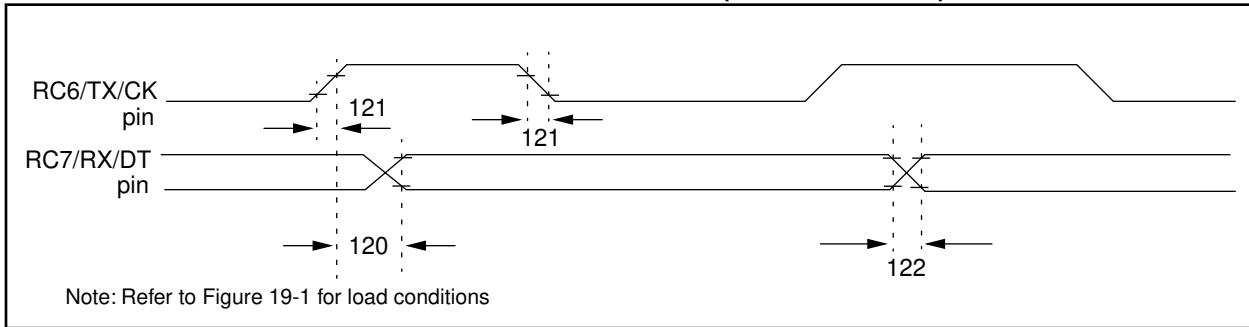 RC6/TX/CK
pin
121
121
RC7/RX/DT
pin
120
122
Note: Refer to Figure 19-1 for load conditions